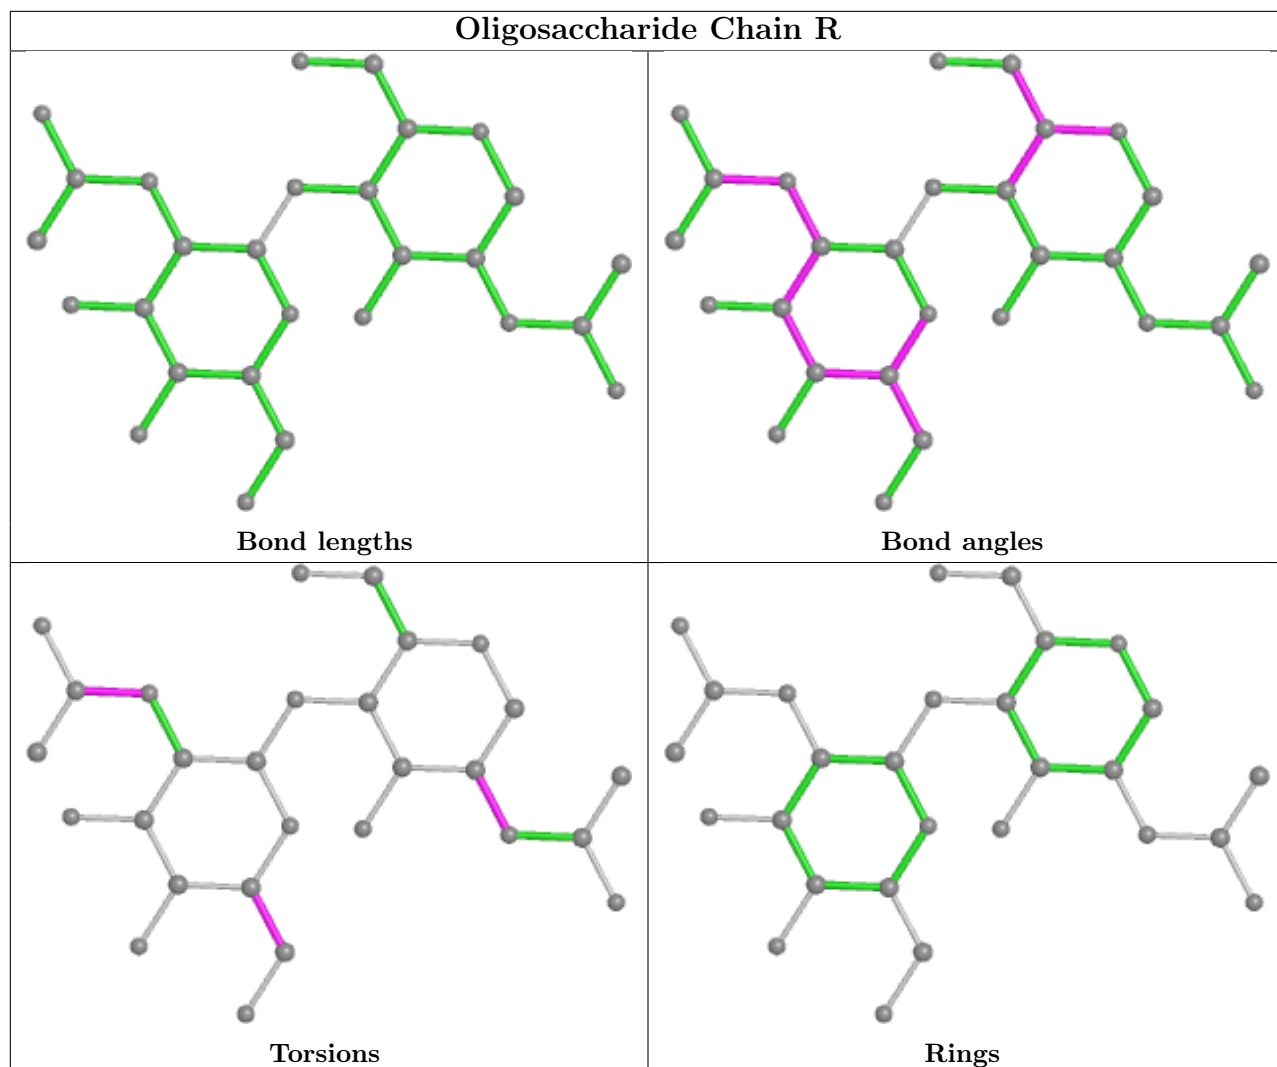 Oligosaccharide Chain R
Bond lengths
Bond angles
Torsions
Rings